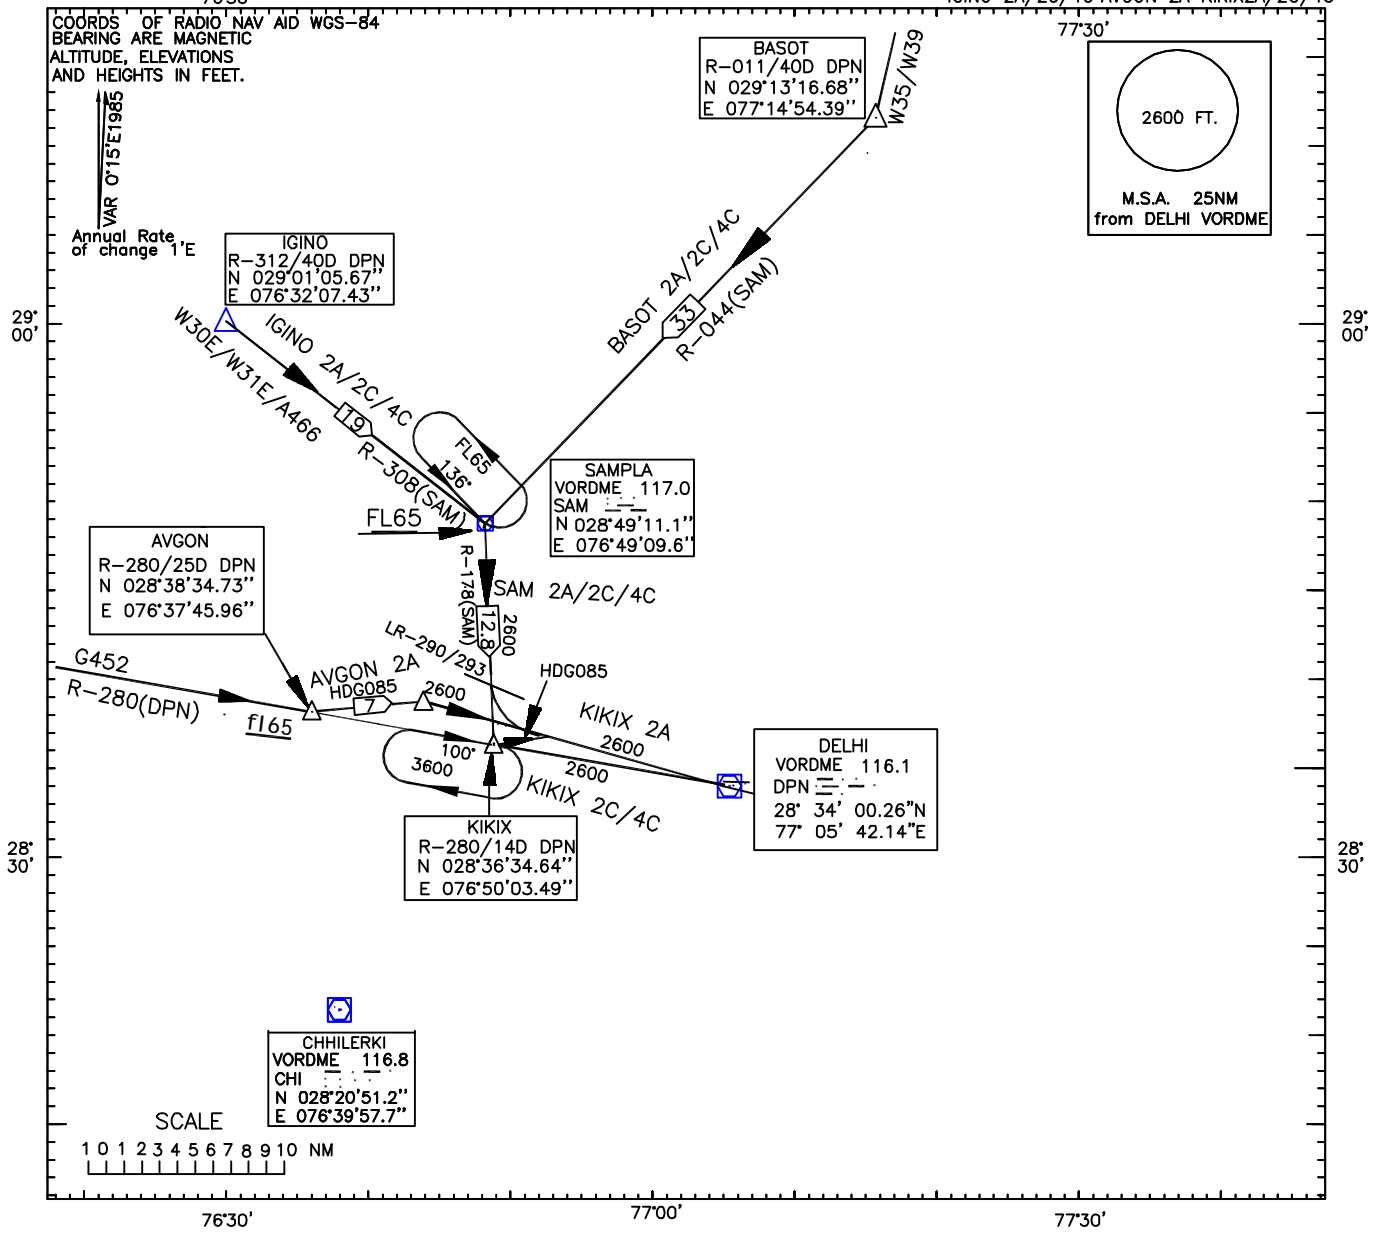 COORDS OF RADIO NAV AID WGS-84
BEARING ARE MAGNETIC
ALTITUDE, ELEVATIONS
AND HEIGHTS IN FEET.
VAR 0°15'E1985
Annual Rate
of change 1'E
77°30'
BASOT
R-011/40D DPN
N 029°13'16.68"
E 077°14'54.39"
W35/W39
2600 FT.
M.S.A. 25NM
from DELHI VORDME
IGINO
R-312/40D DPN
N 029°01'05.67"
E 076°32'07.43"
BASOT 2A/2C/4C
33
R-044(SAM)
29°
00'
29°
00'
W30E/W31E/A466
IGINO 2A/2C/4C
19
R-308(SAM)
FL65
136°
FL65
SAMPLA
VORDME 117.0
SAM
N 028°49'11.1"
E 076°49'09.6"
AVGON
R-280/25D DPN
N 028°38'34.73"
E 076°37'45.96"
R-178(SAM)
SAM 2A/2C/4C
12.8
2600
LR-290/293
HDG085
G452
R-280(DPN)
fl65
AVGON 2A
HDG085
7
2600
KIKIX 2A
2600
100°
3600
2600
KIKIX 2C/4C
DELHI
VORDME 116.1
DPN
28° 34' 00.26"N
77° 05' 42.14"E
KIKIX
R-280/14D DPN
N 028°36'34.64"
E 076°50'03.49"
28°
30'
28°
30'
CHHILERKI
VORDME 116.8
CHI
N 028°20'51.2"
E 076°39'57.7"
SCALE
1 0 1 2 3 4 5 6 7 8 9 10 NM
76°30'
77°00'
77°30'